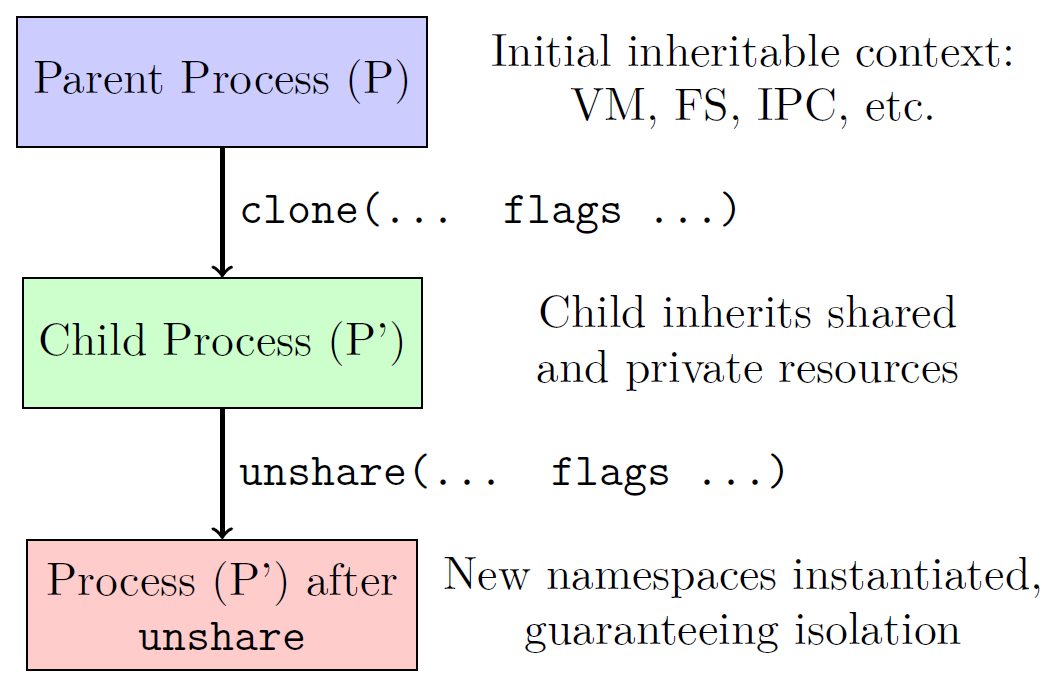 Parent Process (P)
Initial inheritable context:
VM, FS, IPC, etc.
clone(... flags ...)
Child Process (P')
Child inherits shared
and private resources
unshare(... flags ...)
Process (P') after
unshare
New namespaces instantiated,
guaranteeing isolation